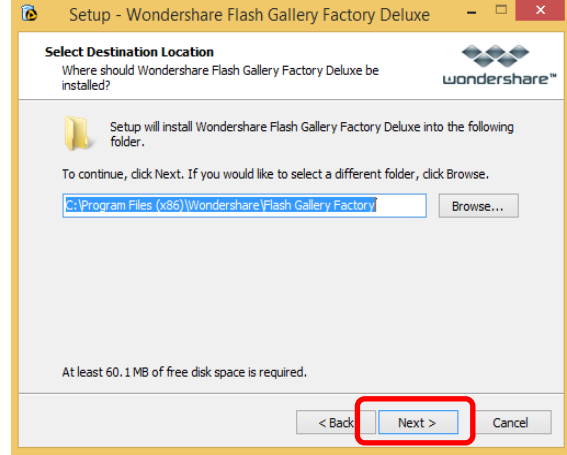 Setup - Wondershare Flash Gallery Factory Deluxe
Select Destination Location
Where should Wondershare Flash Gallery Factory Deluxe be
installed?
wondershare™
Setup will install Wondershare Flash Gallery Factory Deluxe into the following
folder.
To continue, click Next. If you would like to select a different folder, click Browse.
C:\Program Files (x86)\Wondershare\Flash Gallery Factory
Browse...
At least 60.1 MB of free disk space is required.
< Back
Next >
Cancel